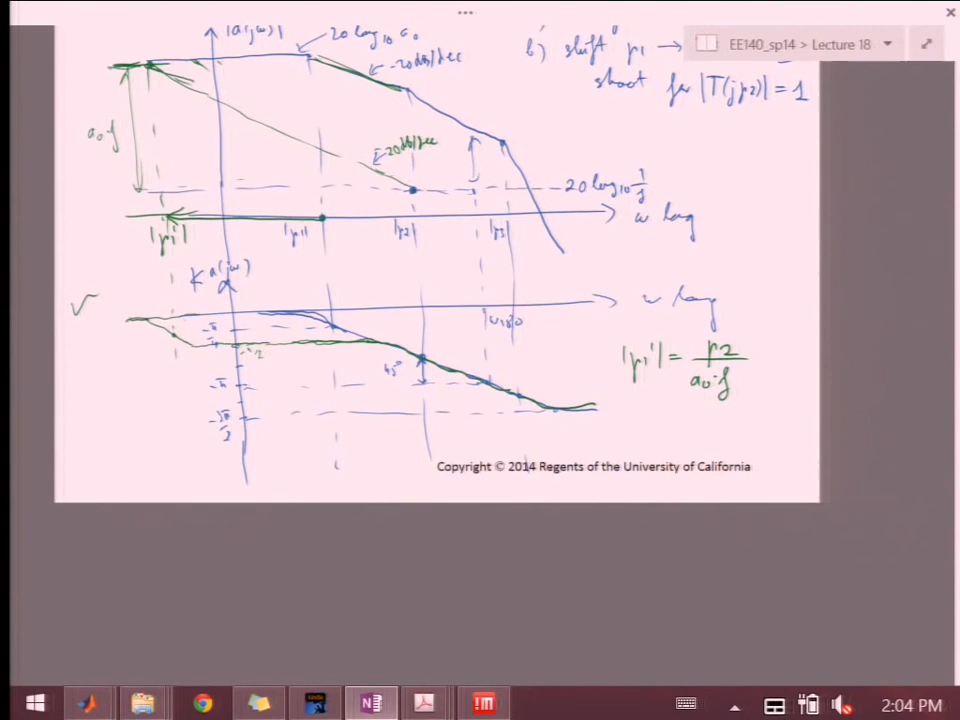 |a(jω)|
20 log₁₀ a₀
-20dB/dec
b) "shift" p₁ →
EE140_sp14 > Lecture 18
shoot for |T(jp₂)| = 1
a₀·f
-20dB/dec
20 log₁₀ 1/f
ω log
|p₁'|
|p₁|
|p₂|
|p₃|
∠ a(jω)
ω log
ω180
-π/4
-π/2
45°
-π
-3π/2
|p₁'| = p₂/(a₀·f)
Copyright © 2014 Regents of the University of California
2:04 PM